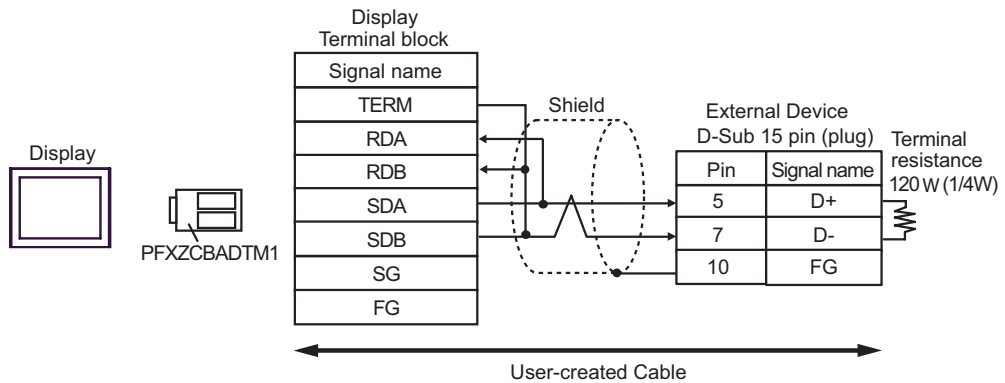 Display
Terminal block
Signal name
TERM
RDA
RDB
SDA
SDB
SG
FG
Display
PFXZCBADTM1
Shield
External Device
D-Sub 15 pin (plug)
Pin Signal name
5 D+
7 D-
10 FG
Terminal
resistance
120 W (1/4W)
User-created Cable